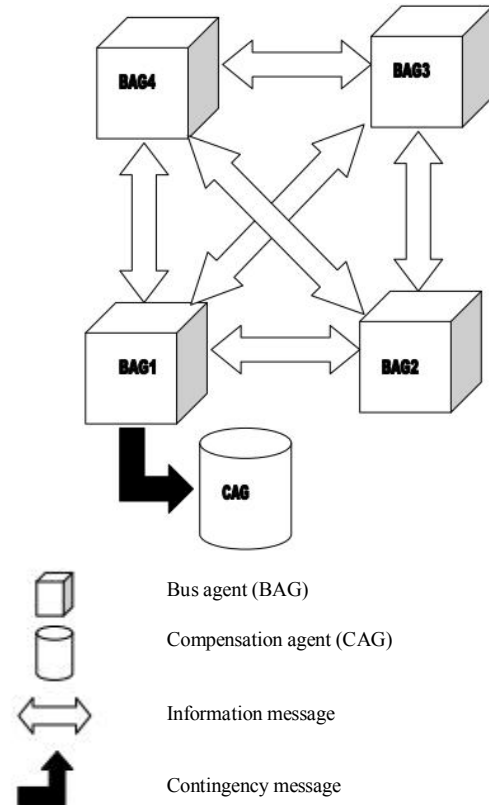 BAG4
BAG3
BAG1
BAG2
CAG
Bus agent (BAG)
Compensation agent (CAG)
Information message
Contingency message